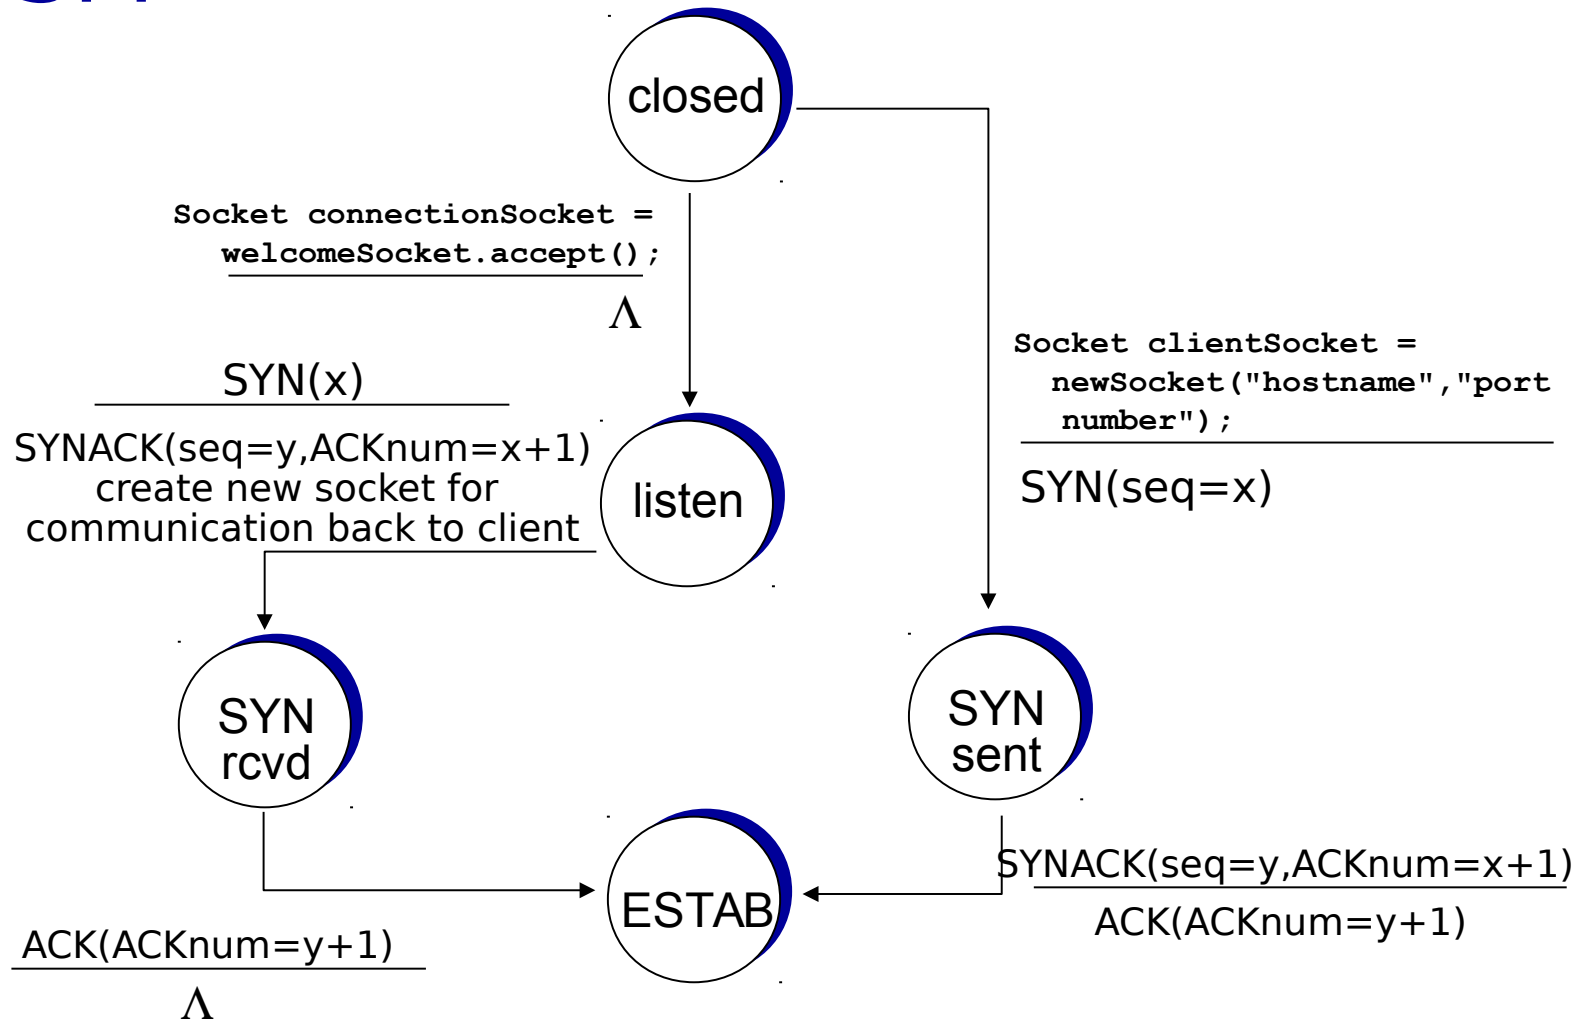 closed
Socket connectionSocket =
welcomeSocket.accept();
Λ
Socket clientSocket =
newSocket("hostname","port
number");
SYN(seq=x)
SYN(x)
SYNACK(seq=y,ACKnum=x+1)
create new socket for
communication back to client
listen
SYN
rcvd
SYN
sent
ESTAB
SYNACK(seq=y,ACKnum=x+1)
ACK(ACKnum=y+1)
ACK(ACKnum=y+1)
Λ